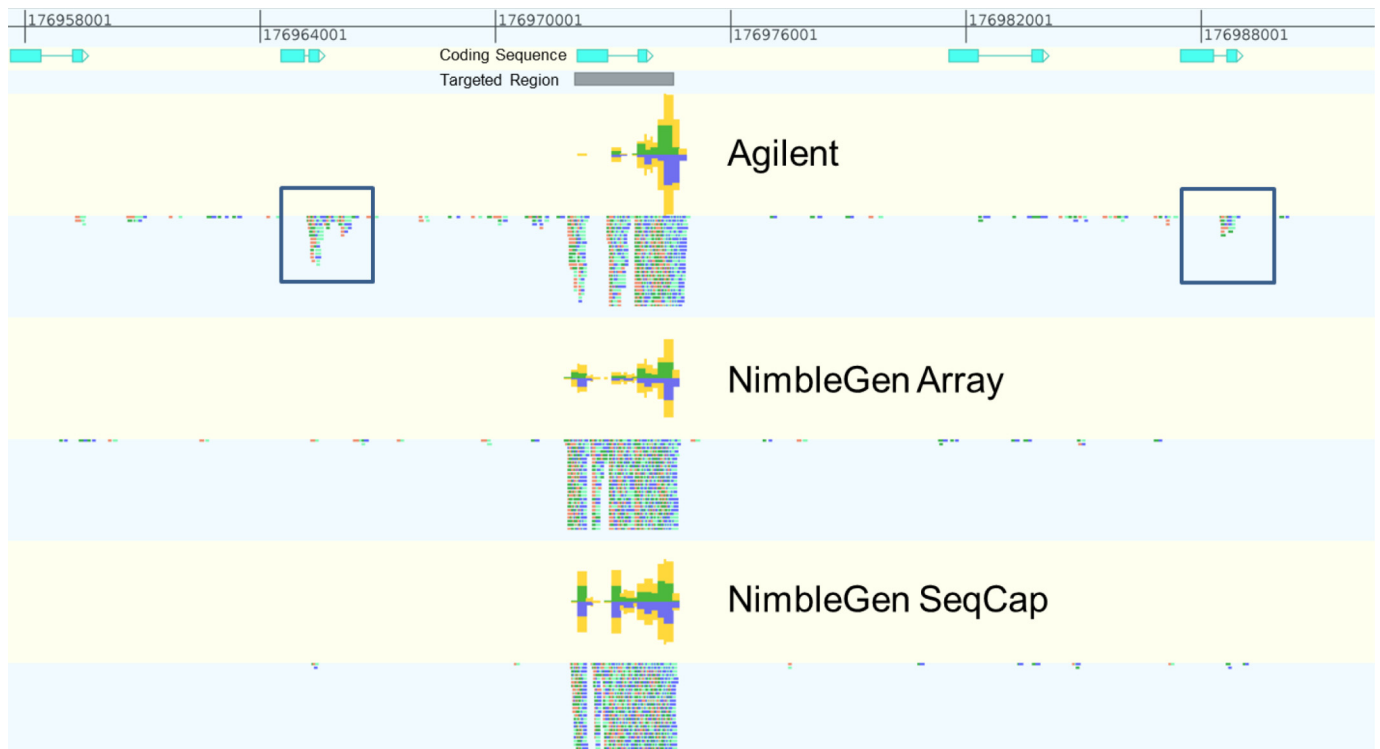 176958001
176964001
176970001
176976001
176982001
176988001
Coding Sequence
Targeted Region
Agilent
NimbleGen Array
NimbleGen SeqCap